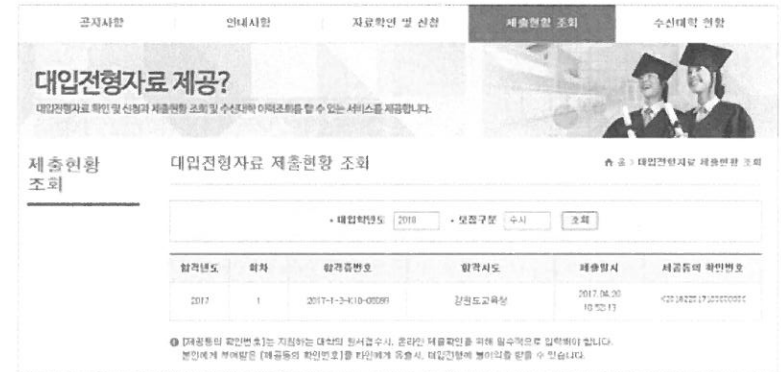 공지사항 안내사항 자료확인 및 신청 제출현황 조회 수신대학 현황
대입전형자료 제공?
대입전형자료 확인 및 신청과 제출현황 조회 및 수신대학 이력조회를 할 수 있는 서비스를 제공합니다.
제출현황
조회
대입전형자료 제출현황 조회
홈 > 대입전형자료 제출현황 조회
• 대입학년도 2018 • 모집구분 수시 조회
합격년도 회차 합격증번호 합격시도 제출일시 제공동의 확인번호
2017 1 강원도교육청 2017.04.20
10:52:13
[제공동의 확인번호]는 지원하는 대학의 원서접수시, 온라인 제출확인을 위해 필수적으로 입력해야 합니다.
본인에게 부여받은 [제공동의 확인번호]를 타인에게 유출시, 대입전형에 불이익을 받을 수 있습니다.